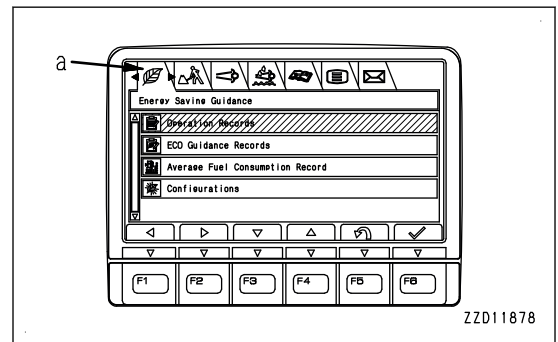 a
Energy Saving Guidance
Operation Records
ECO Guidance Records
Average Fuel Consumption Record
Configurations
F1 F2 F3 F4 F5 F6
ZZD11878